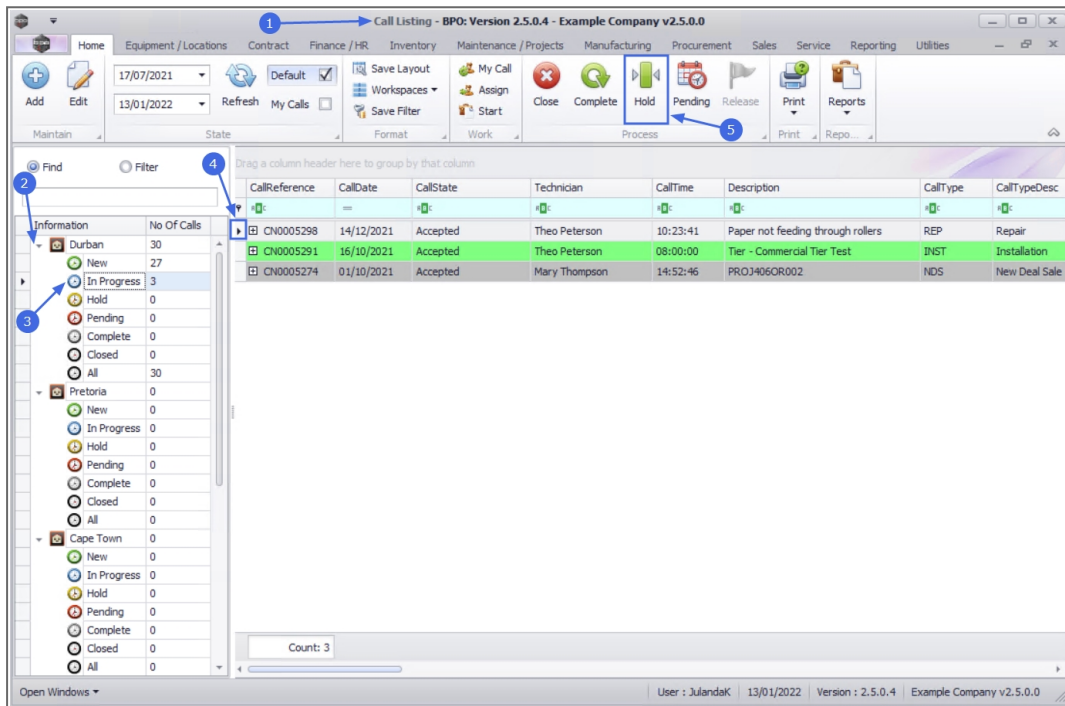 1 Call Listing - BPO: Version 2.5.0.4 - Example Company v2.5.0.0
Home Equipment / Locations Contract Finance / HR Inventory Maintenance / Projects Manufacturing Procurement Sales Service Reporting Utilities
17/07/2021 Default Save Layout My Call
Workspaces Assign
Add Edit 13/01/2022 Refresh My Calls Save Filter Start Close Complete Hold Pending Release Print Reports
5
Maintain State Format Work Process Print Repo...
Find Filter 4 Drag a column header here to group by that column
2
CallReference CallDate CallState Technician CallTime Description CallType CallTypeDesc
=
Information No Of Calls
CN0005298 14/12/2021 Accepted Theo Peterson 10:23:41 Paper not feeding through rollers REP Repair
Durban 30
CN0005291 16/10/2021 Accepted Theo Peterson 08:00:00 Tier - Commercial Tier Test INST Installation
New 27
CN0005274 01/10/2021 Accepted Mary Thompson 14:52:46 PROJ406OR002 NDS New Deal Sale
In Progress 3
Hold 0
3
Pending 0
Complete 0
Closed 0
All 30
Pretoria 0
New 0
In Progress 0
Hold 0
Pending 0
Complete 0
Closed 0
All 0
Cape Town 0
New 0
In Progress 0
Hold 0
Pending 0
Complete 0
Closed 0
All 0
Count: 3
Open Windows User : JulandaK 13/01/2022 Version : 2.5.0.4 Example Company v2.5.0.0